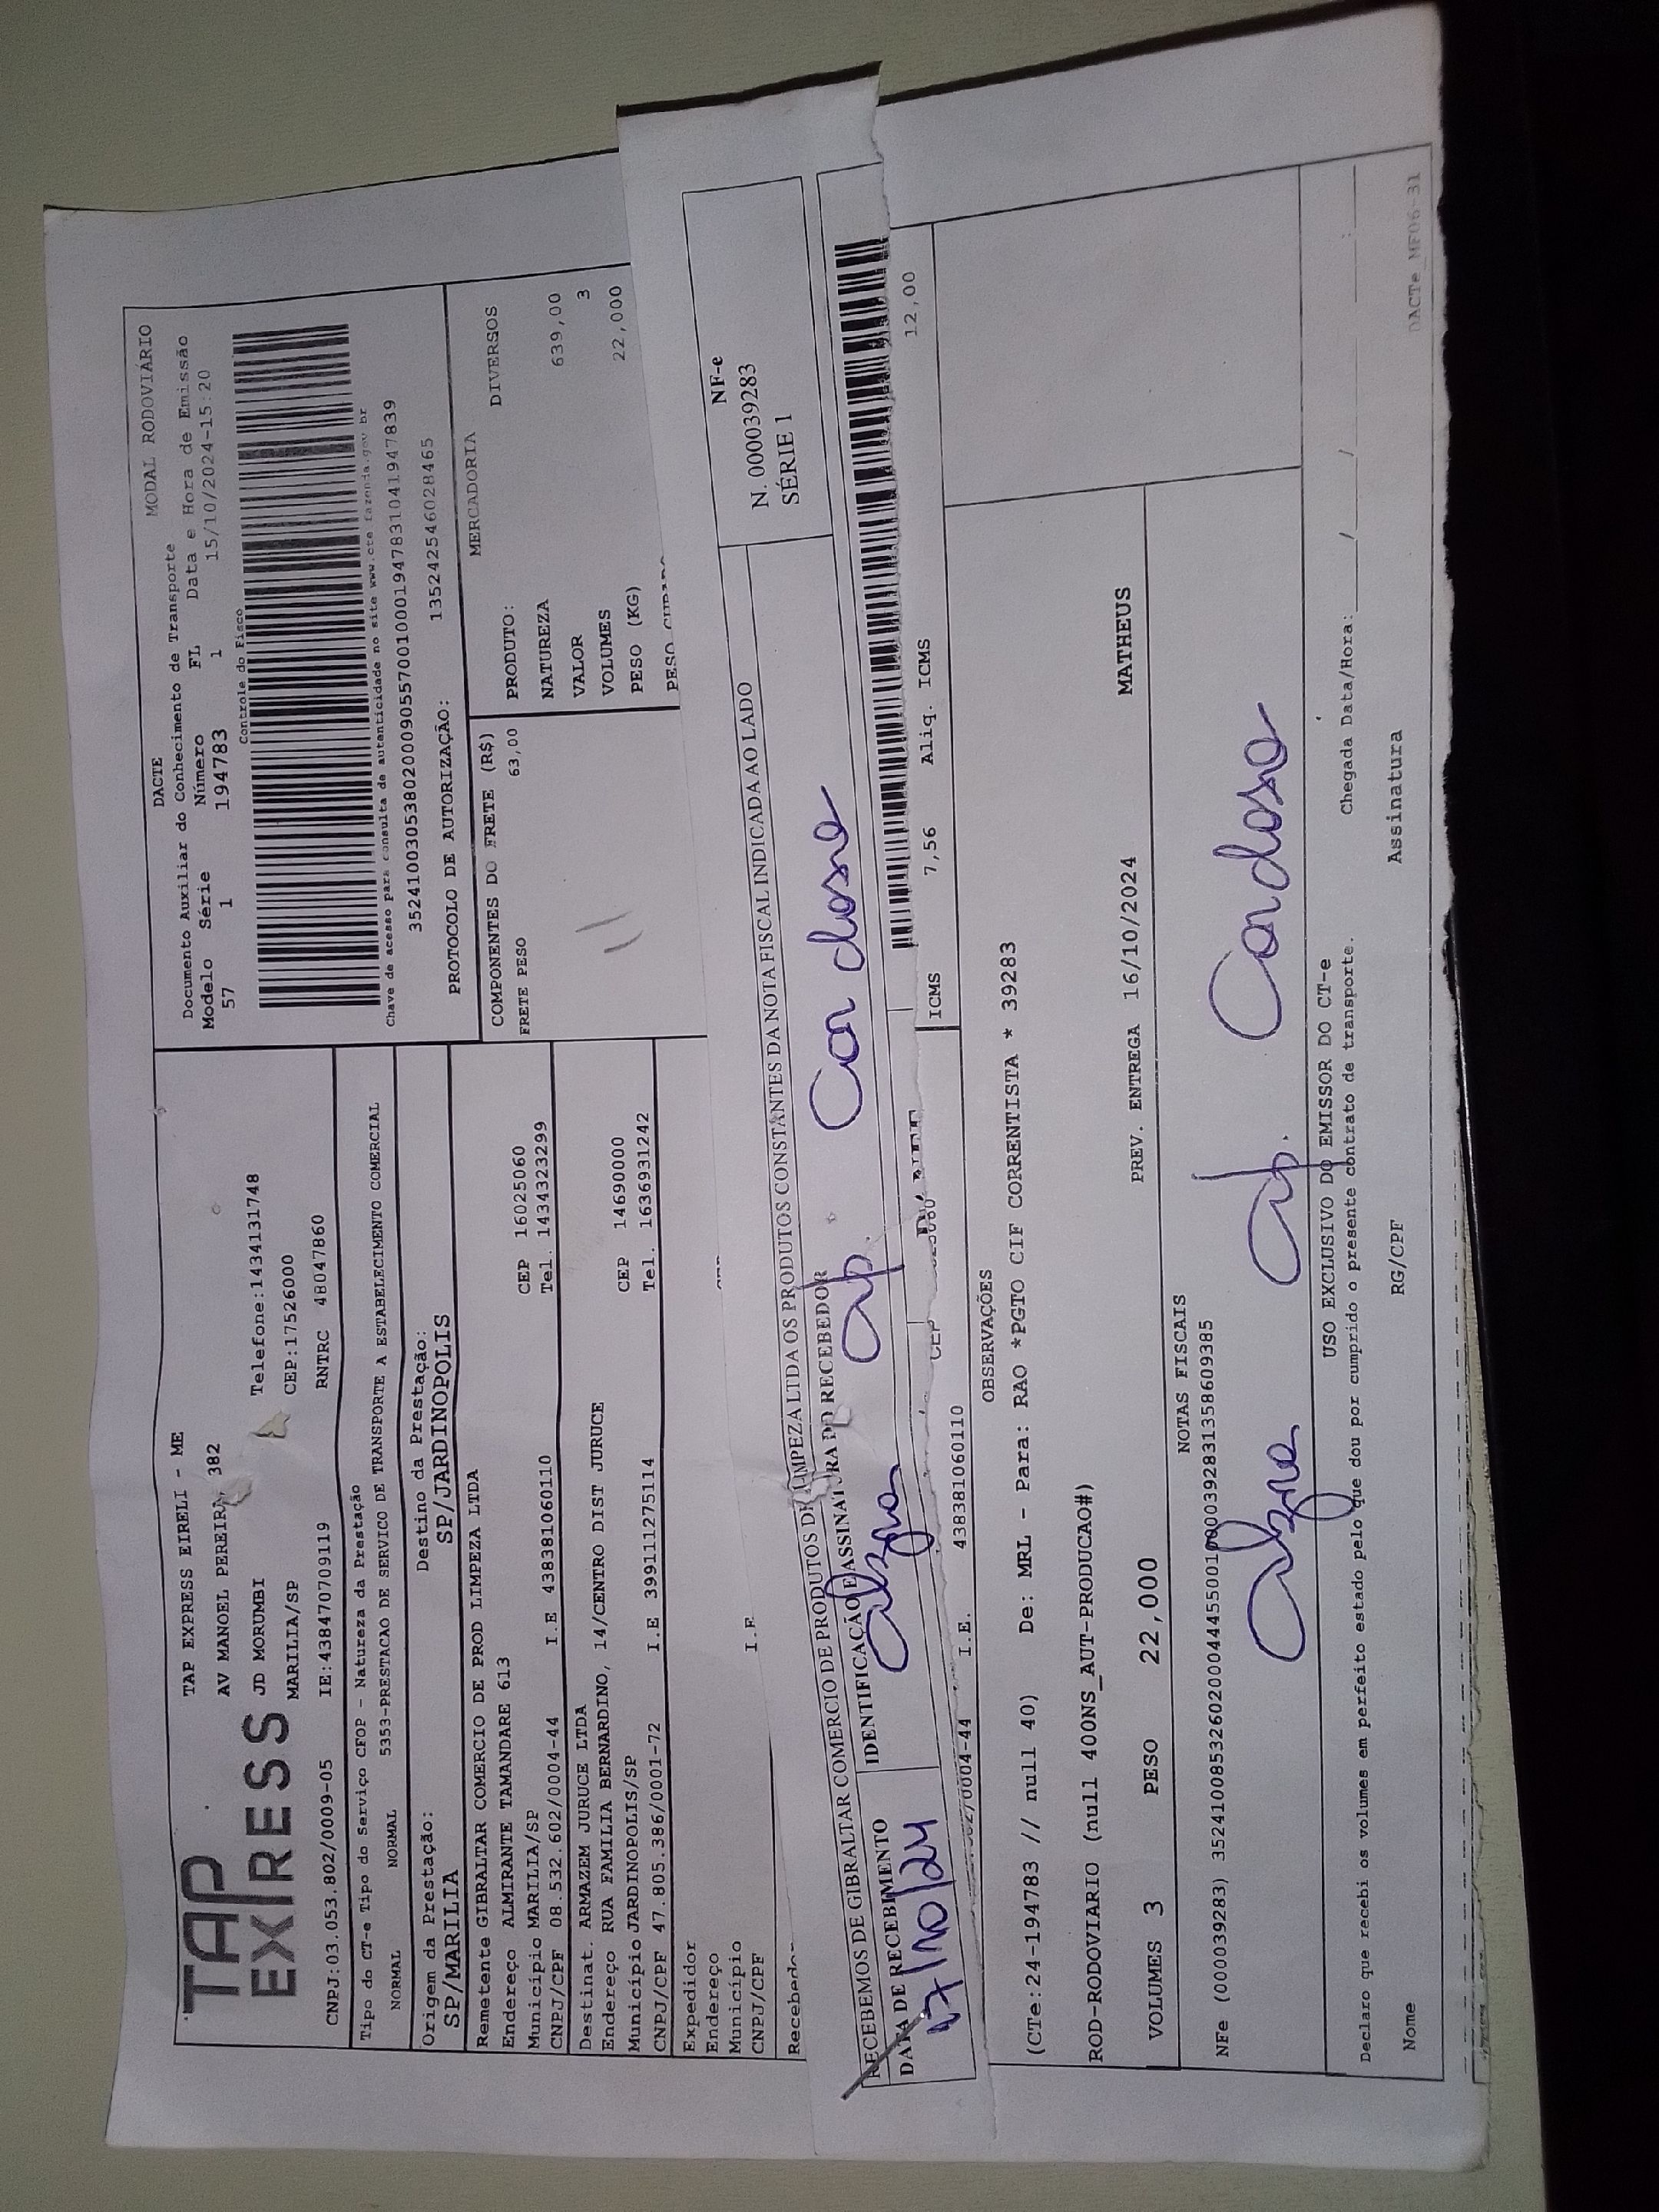 TAP
EXPRESS
TAP EXPRESS EIRELI - ME
AV MANOEL PEREIRA, 382
JD MORUMBI Telefone:1434131748
MARILIA/SP CEP:17526000
CNPJ:03.053.802/0009-05 IE:438470709119 RNTRC 48047860
DACTE MODAL RODOVIÁRIO
Documento Auxiliar do Conhecimento de Transporte
Modelo Série Número FL Data e Hora de Emissão
57 1 194783 1 15/10/2024-15:20
Controle do Fisco
Chave de acesso para consulta de autenticidade no site www.cte.fazenda.gov.br
35241003053802000905570010001947831041947839
PROTOCOLO DE AUTORIZAÇÃO: 135242546028465
Tipo do CT-e Tipo do Serviço CFOP - Natureza da Prestação
NORMAL NORMAL 5353-PRESTACAO DE SERVICO DE TRANSPORTE A ESTABELECIMENTO COMERCIAL
Origem da Prestação: Destino da Prestação:
SP/MARILIA SP/JARDINOPOLIS
Remetente GIBRALTAR COMERCIO DE PROD LIMPEZA LTDA
Endereço ALMIRANTE TAMANDARE 613 CEP 16025060
Município MARILIA/SP Tel. 1434323299
CNPJ/CPF 08.532.602/0004-44 I.E 438381060110
Destinat. ARMAZEM JURUCE LTDA
Endereço RUA FAMILIA BERNARDINO, 14/CENTRO DIST JURUCE CEP 14690000
Município JARDINOPOLIS/SP Tel. 1636931242
CNPJ/CPF 47.805.386/0001-72 I.E 399111275114
Expedidor
Endereço
Município
CNPJ/CPF I.E
Recebedor
COMPONENTES DO FRETE (R$)
FRETE PESO 63,00
MERCADORIA
PRODUTO: DIVERSOS
NATUREZA
VALOR 639,00
VOLUMES 3
PESO (KG) 22,000
RECEBEMOS DE GIBRALTAR COMERCIO DE PRODUTOS DE LIMPEZA LTDA OS PRODUTOS CONSTANTES DA NOTA FISCAL INDICADA AO LADO
DATA DE RECEBIMENTO IDENTIFICAÇÃO E ASSINATURA DO RECEBEDOR
17/10/24 Cardoso
NF-e
N. 000039283
SÉRIE 1
/0004-44 I.E. 438381060110
ICMS 7,56 Aliq. ICMS 12,00
OBSERVAÇÕES
(CTe:24-194783 // null 40) De: MRL - Para: RAO *PGTO CIF CORRENTISTA * 39283
ROD-RODOVIARIO (null 400NS_AUT-PRODUCAO#)
VOLUMES 3 PESO 22,000 PREV. ENTREGA 16/10/2024 MATHEUS
NOTAS FISCAIS
NFe (000039283) 35241008532602000444550010000392831358609385
Cardoso
USO EXCLUSIVO DO EMISSOR DO CT-e
Declaro que recebi os volumes em perfeito estado pelo que dou por cumprido o presente contrato de transporte. Chegada Data/Hora: / / :
Nome RG/CPF Assinatura
DACTe_MF06-31